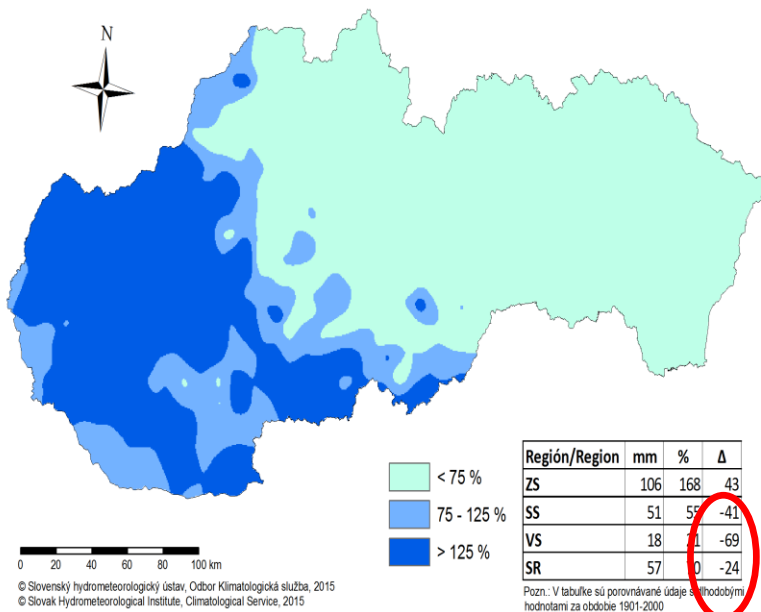 N
< 75 %
75 - 125 %
> 125 %
0 20 40 60 80 100 km
© Slovenský hydrometeorologický ústav, Odbor Klimatologická služba, 2015
© Slovak Hydrometeorological Institute, Climatological Service, 2015
Región/Region mm % Δ
ZS 106 168 43
SS 51 55 -41
VS 18 -69
SR 57 -24
Pozn.: V tabuľke sú porovnávané údaje s dlhodobými
hodnotami za obdobie 1901-2000